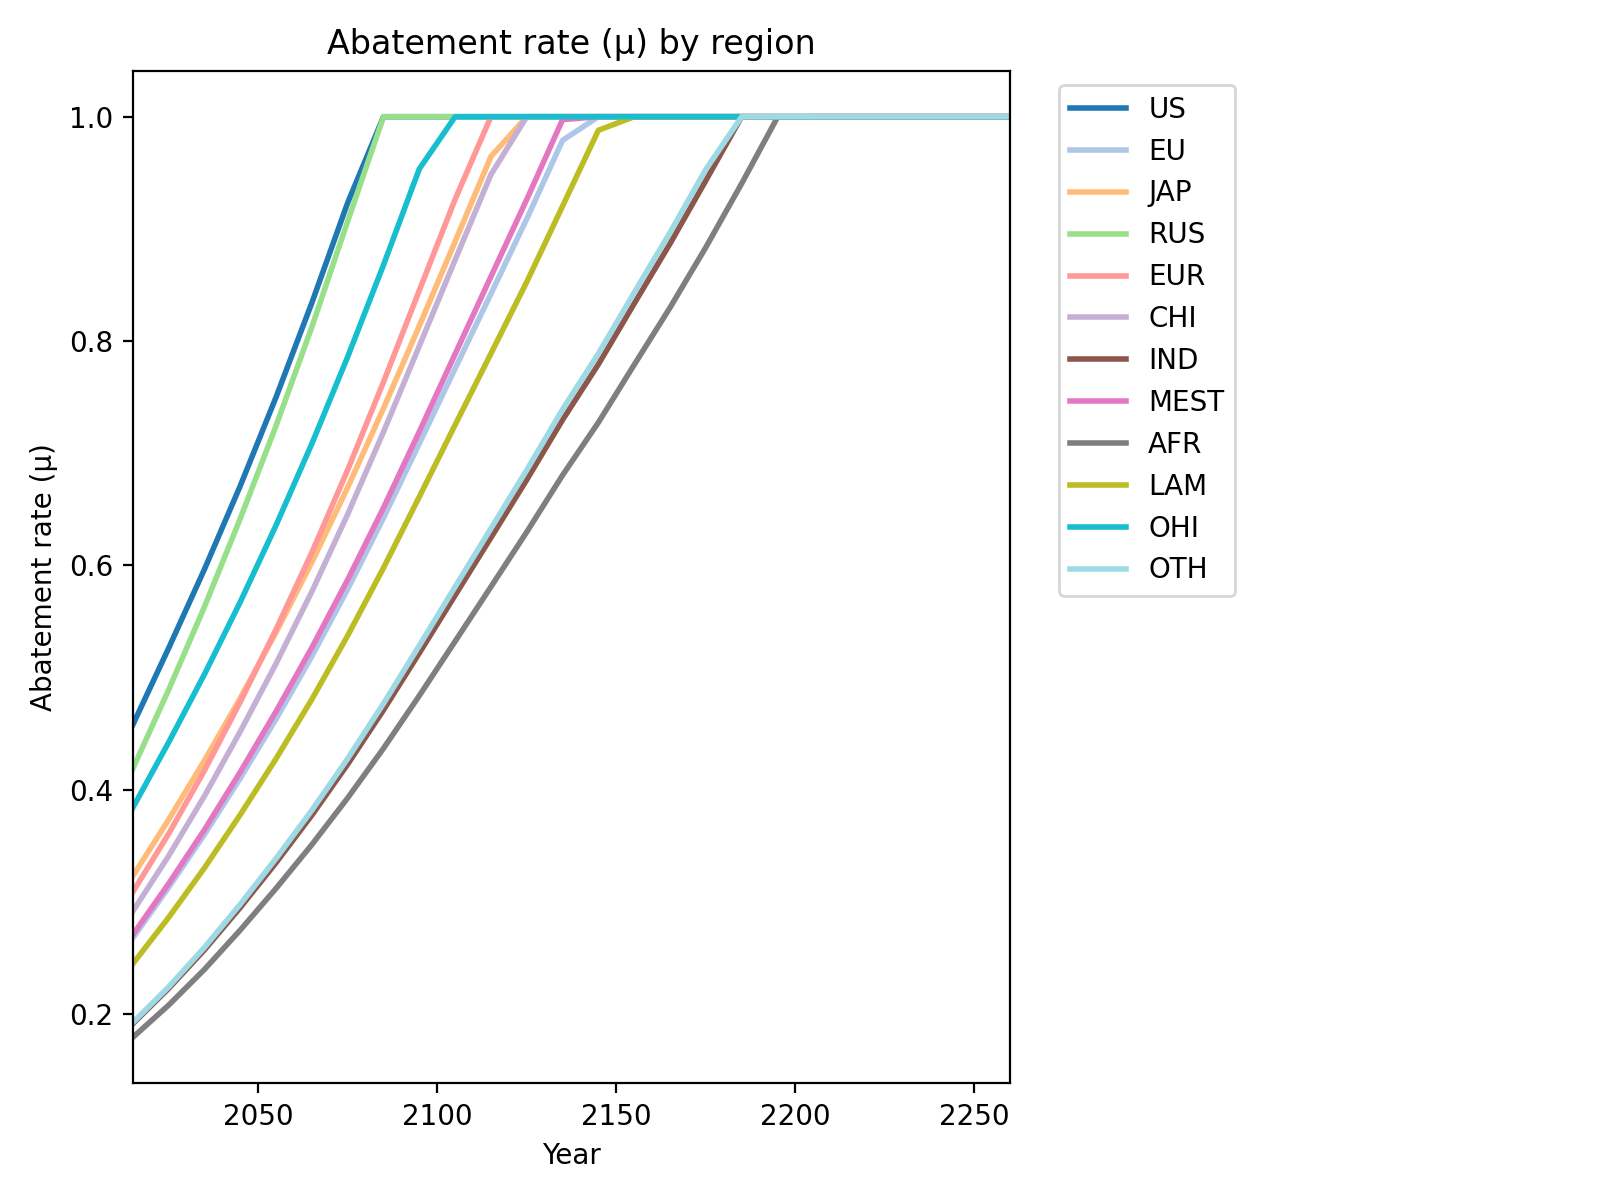 Abatement rate (μ) by region
Abatement rate (μ)
1.0
0.8
0.6
0.4
0.2
2050
2100
2150
2200
2250
Year
US
EU
JAP
RUS
EUR
CHI
IND
MEST
AFR
LAM
OHI
OTH